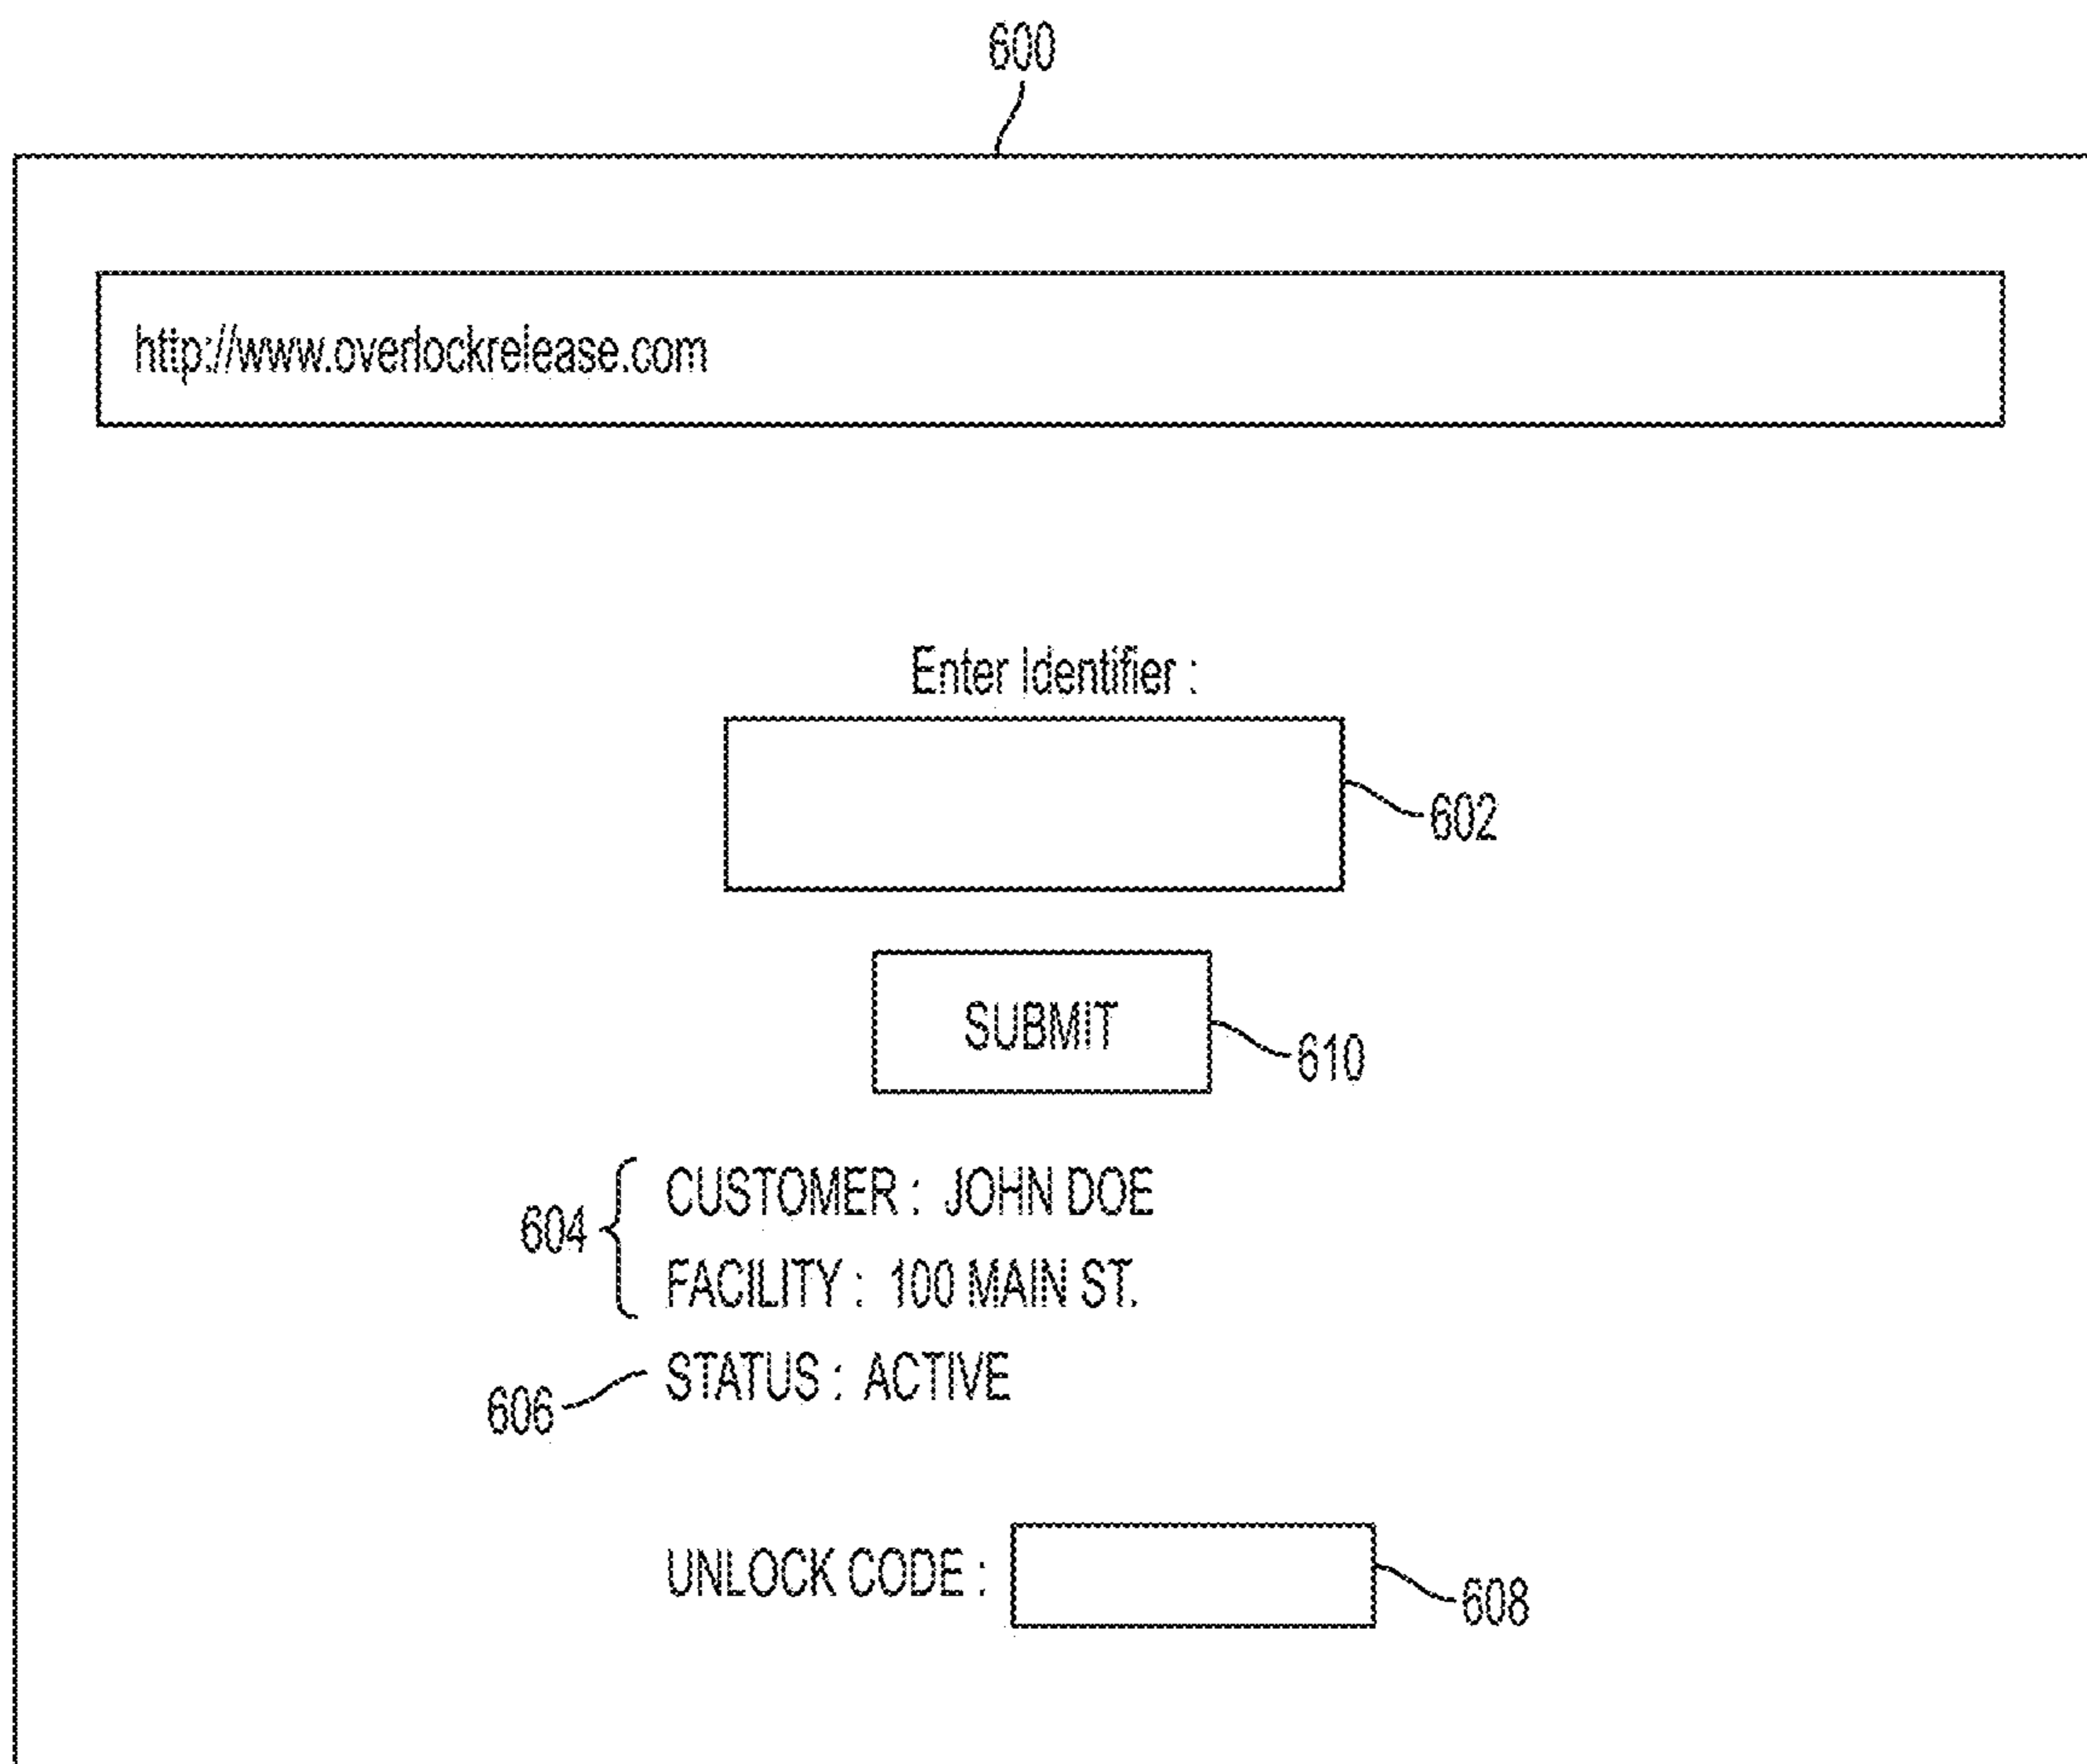 600
http://www.overlockrelease.com
Enter Identifier :
602
SUBMIT
610
604
CUSTOMER : JOHN DOE
FACILITY : 100 MAIN ST.
STATUS : ACTIVE
606
UNLOCK CODE :
608